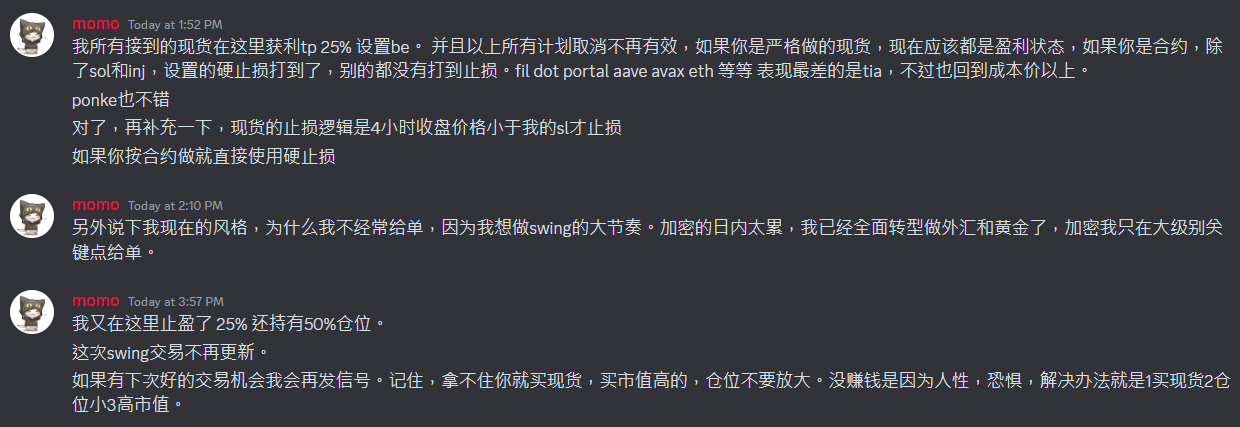 momo Today at 1:52 PM
我所有接到的现货在这里获利tp 25% 设置be。 并且以上所有计划取消不再有效，如果你是严格做的现货，现在应该都是盈利状态，如果你是合约，除
了sol和inj，设置的硬止损打到了，别的都没有打到止损。fil dot portal aave avax eth 等等 表现最差的是tia，不过也回到成本价以上。
ponke也不错
对了，再补充一下，现货的止损逻辑是4小时收盘价格小于我的sl才止损
如果你按合约做就直接使用硬止损
momo Today at 2:10 PM
另外说下我现在的风格，为什么我不经常给单，因为我想做swing的大节奏。加密的日内太累，我已经全面转型做外汇和黄金了，加密我只在大级别关
键点给单。
momo Today at 3:57 PM
我又在这里止盈了 25% 还持有50%仓位。
这次swing交易不再更新。
如果有下次好的交易机会我会再发信号。记住，拿不住你就买现货，买市值高的，仓位不要放大。没赚钱是因为人性，恐惧，解决办法就是1买现货2仓
位小3高市值。